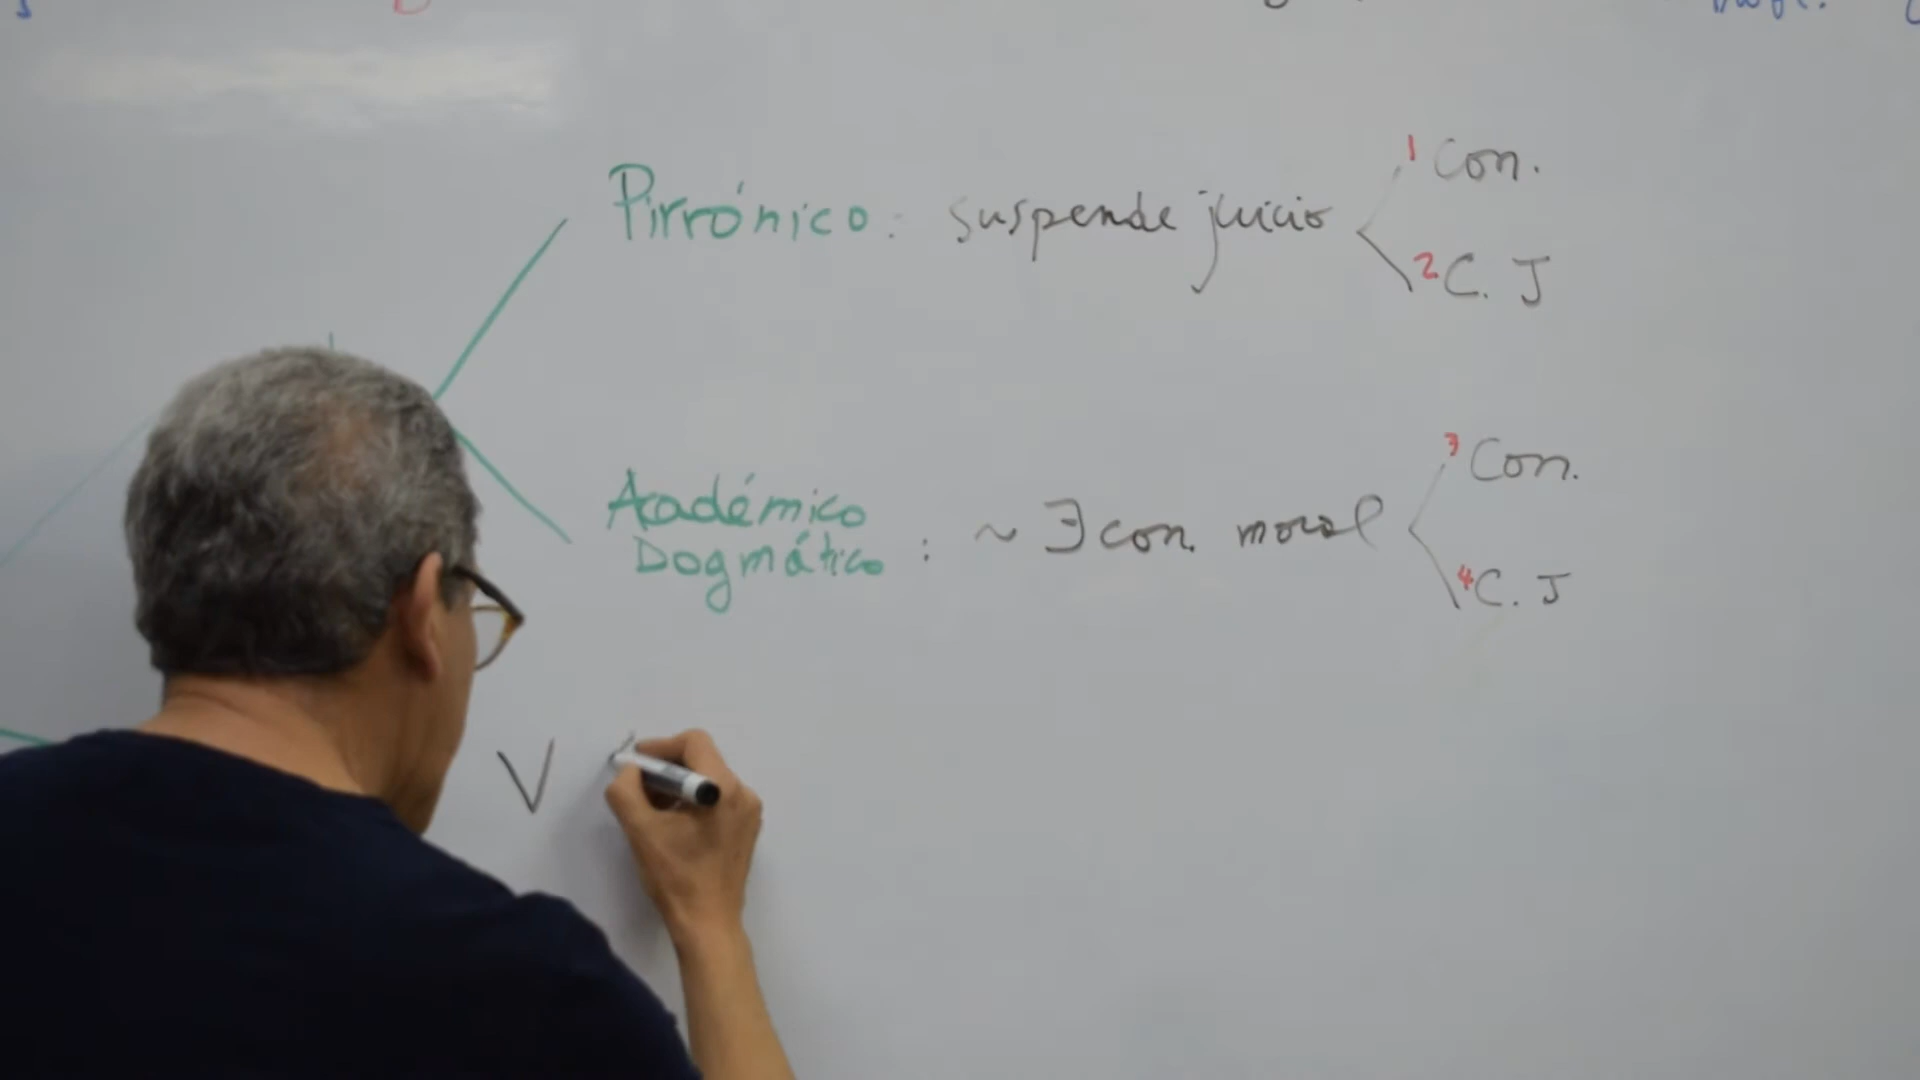 1 Con.
Pirrónico: suspende juicio
2 C. J
3 Con.
Académico
Dogmático : ~ ∃ con. moral
4 C. J
V